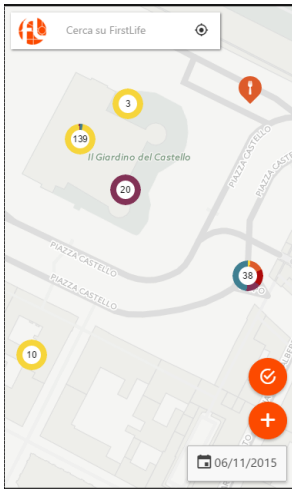 fl
Cerca su FirstLife
3
139
Il Giardino del Castello
20
PIAZZA CASTELLO
PIAZZA CASTELLO
PIAZZA CASTELLO
PIAZZA CASTELLO
38
10
06/11/2015